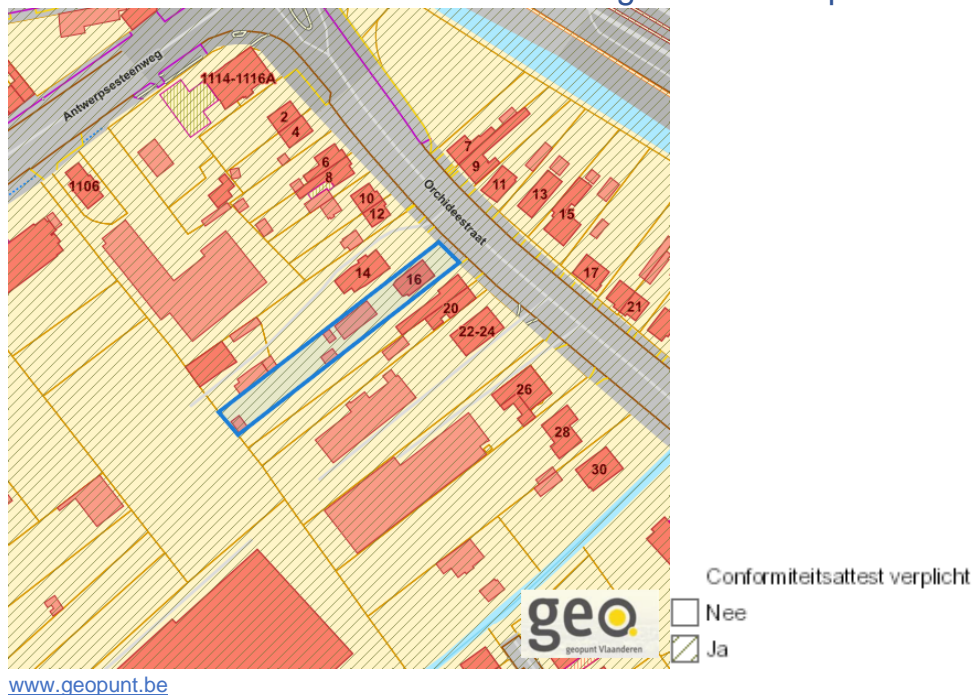 Antwerpsesteenweg
1114-1116A
2
4
6
8
10
12
1106
14
16
20
22-24
26
28
30
Orchideestraat
7
9
11
13
15
17
21
geo.
geopunt Vlaanderen
Conformiteitsattest verplicht
Nee
Ja
www.geopunt.be